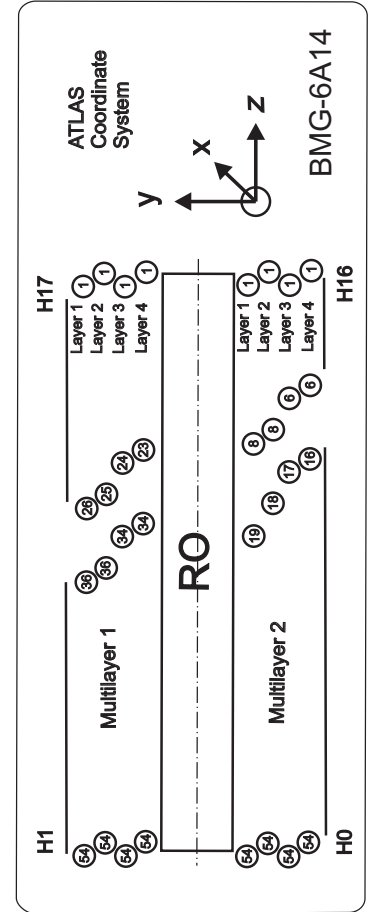 H1 H17
54 36 26 Layer 1 1
54 36 25 Layer 2 1
Multilayer 1
54 34 24 Layer 3 1
54 34 23 Layer 4 1
ATLAS
Coordinate
System
y
x
z
RO
54 19 8 Layer 1 1
54 18 8 Layer 2 1
Multilayer 2
54 17 6 Layer 3 1
54 16 6 Layer 4 1
H0 H16
BMG-6A14